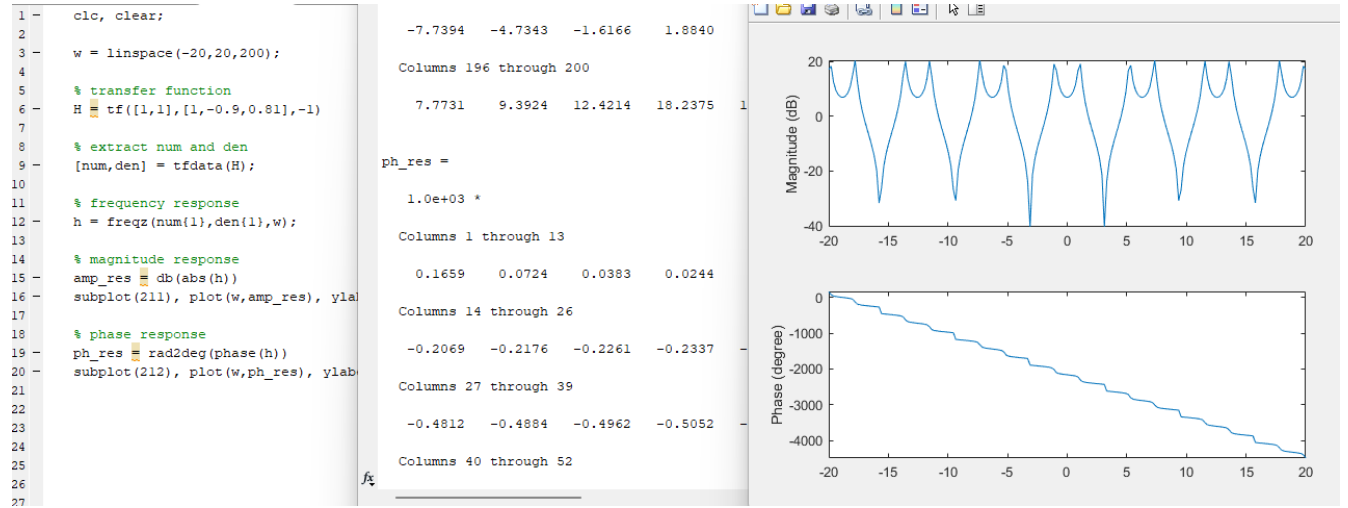 1 - clc, clear;
2
3 - w = linspace(-20,20,200);
4
5 % transfer function
6 - H = tf([1,1],[1,-0.9,0.81],-1)
7
8 % extract num and den
9 - [num,den] = tfdata(H);
10
11 % frequency response
12 - h = freqz(num{1},den{1},w);
13
14 % magnitude response
15 - amp_res = db(abs(h))
16 - subplot(211), plot(w,amp_res), yla
17
18 % phase response
19 - ph_res = rad2deg(phase(h))
20 - subplot(212), plot(w,ph_res), ylab
21
22
23
24
25
26
27
-7.7394 -4.7343 -1.6166 1.8840
Columns 196 through 200
7.7731 9.3924 12.4214 18.2375 1
ph_res =
1.0e+03 *
Columns 1 through 13
0.1659 0.0724 0.0383 0.0244
Columns 14 through 26
-0.2069 -0.2176 -0.2261 -0.2337 -
Columns 27 through 39
-0.4812 -0.4884 -0.4962 -0.5052 -
Columns 40 through 52
fx
Magnitude (dB)
20
0
-20
-40
-20 -15 -10 -5 0 5 10 15 20
Phase (degree)
0
-1000
-2000
-3000
-4000
-20 -15 -10 -5 0 5 10 15 20